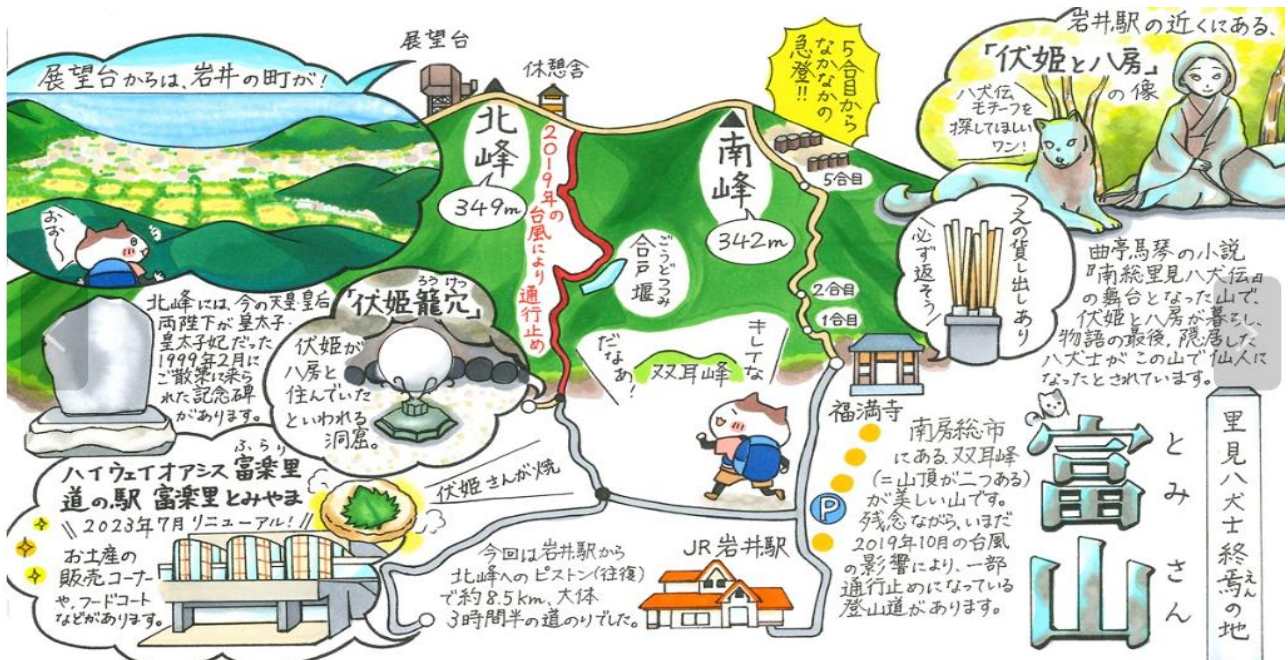 展望台からは、岩井の町が!
おお〜
展望台
休憩舎
北峰
349m
2019年の台風により通行止め
南峰
342m
5合目から
なかなかの
急登!!
5合目
2合目
1合目
ごうどつつみ
合戸堰
岩井駅の近くにある、
「伏姫と八房」
の像
八犬伝
モチーフを
探してほしい
ワン!
つえの貸し出しあり
必ず返そう
曲亭馬琴の小説
『南総里見八犬伝』
の舞台となった山で、
伏姫と八房が暮らし、
物語の最後、隠居した
八犬士がこの山で仙人に
なったとされています。
北峰には、今の天皇皇后
両陛下が皇太子・
皇太子妃だった
1999年2月に
ご散策に来ら
れた記念碑
があります。
ろうけつ
「伏姫籠穴」
伏姫が
八房と
住んでいた
といわれる
洞窟。
キレイな
双耳峰
だなぁ?
福満寺
P
南房総市
にある、双耳峰
(=山頂が二つある)
が美しい山です。
残念ながら、いまだ
2019年10月の台風
の影響により、一部
通行止めになっている
登山道があります。
富山
とみさん
里見八犬士終焉の地
えん
ふらり
ハイウェイオアシス富楽里
道の駅 富楽里とみやま
2023年7月リニューアル!
お土産の
販売コーナー
や、フードコート
などがあります。
伏姫さんが焼
今回は岩井駅から
北峰へのピストン(往復)
で約8.5km、大体
3時間半の道のりでした。
JR岩井駅